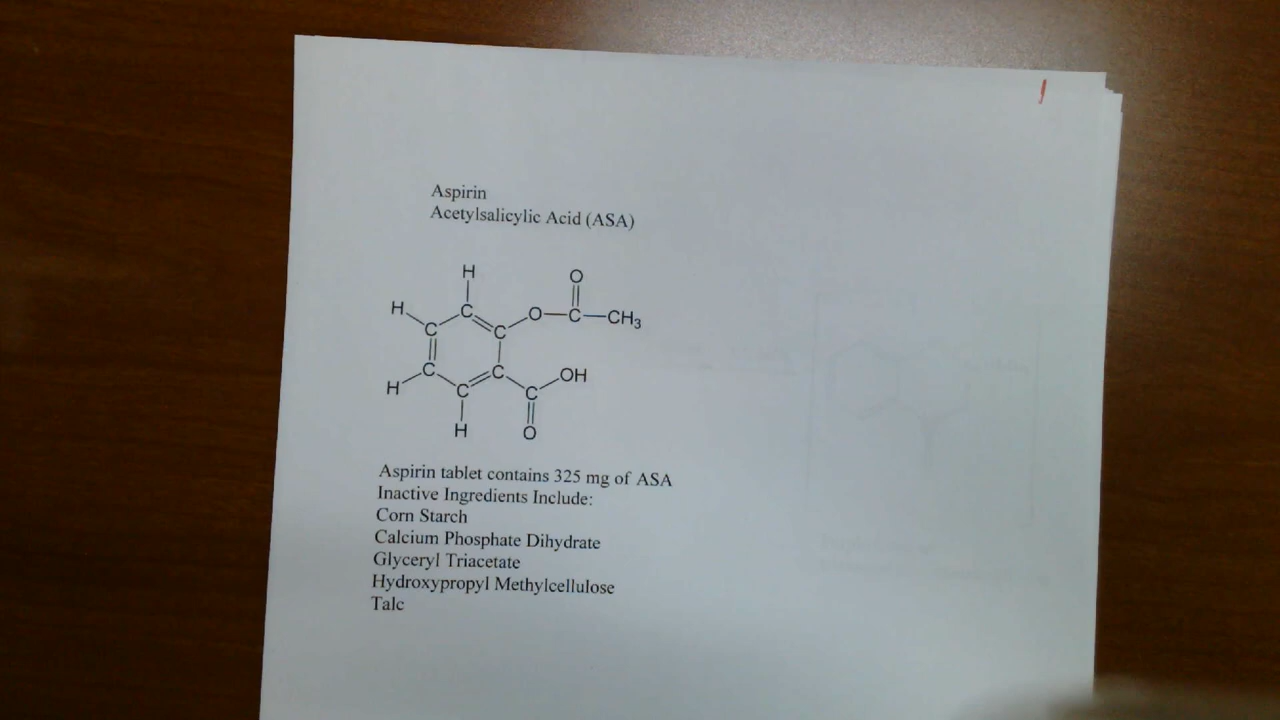 Aspirin
Acetylsalicylic Acid (ASA)
H O
H C O C CH3
C C
C C OH
H C C
H O
Aspirin tablet contains 325 mg of ASA
Inactive Ingredients Include:
Corn Starch
Calcium Phosphate Dihydrate
Glyceryl Triacetate
Hydroxypropyl Methylcellulose
Talc